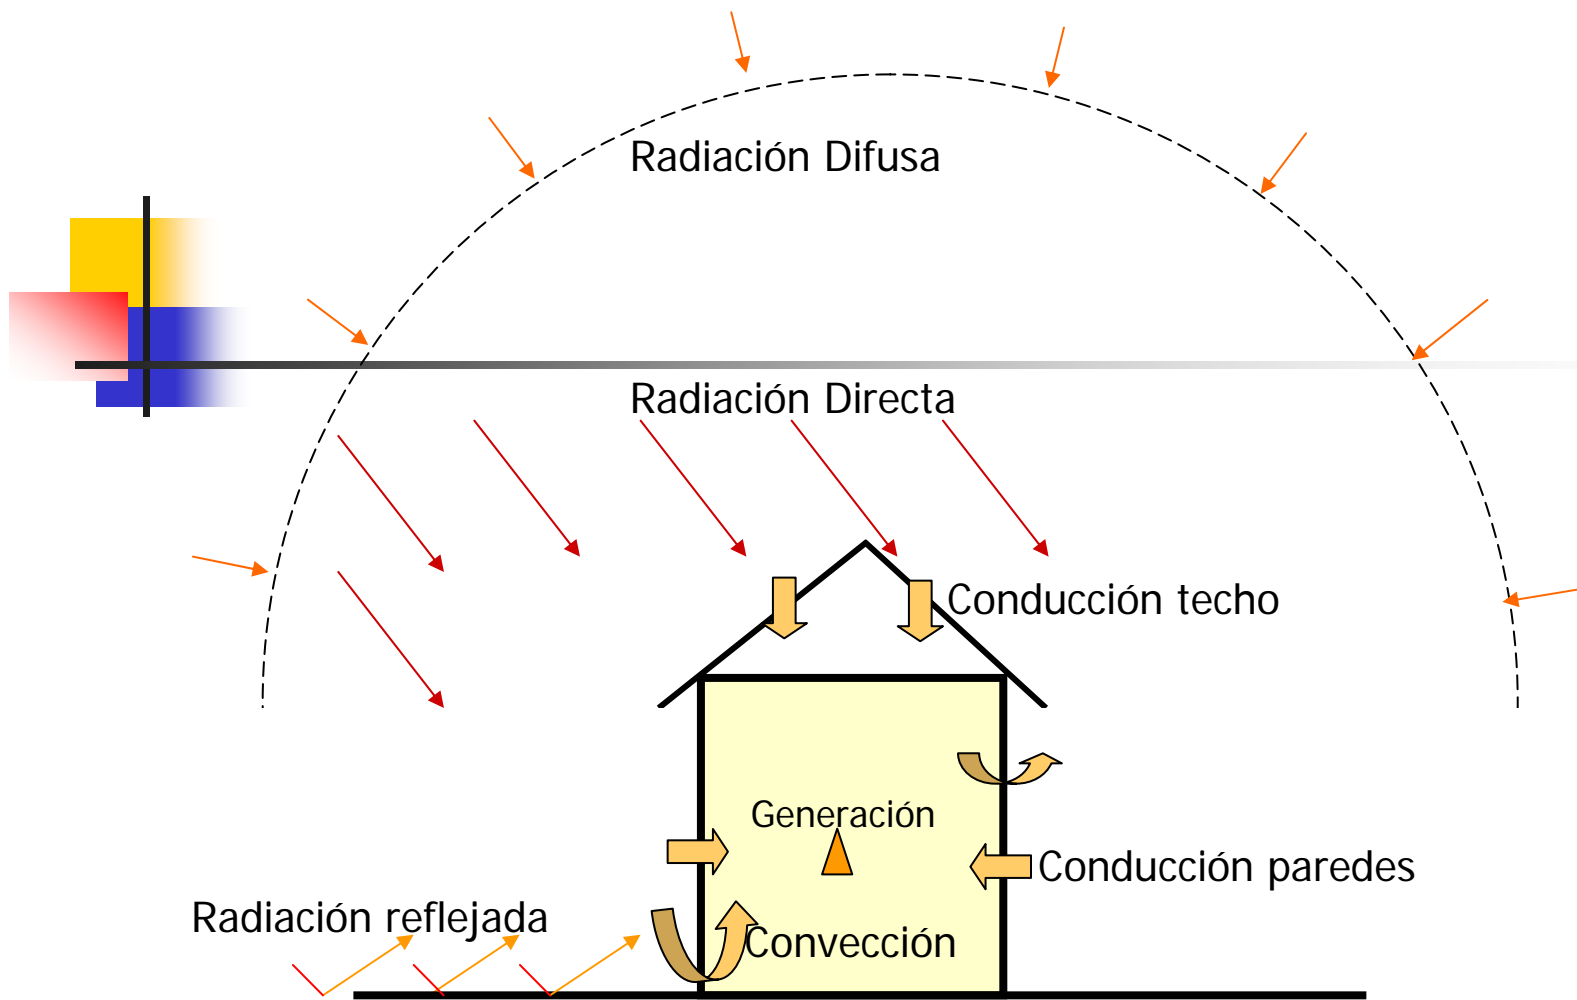 Radiación Difusa
Radiación Directa
Conducción techo
Generación
Conducción paredes
Radiación reflejada
Convección